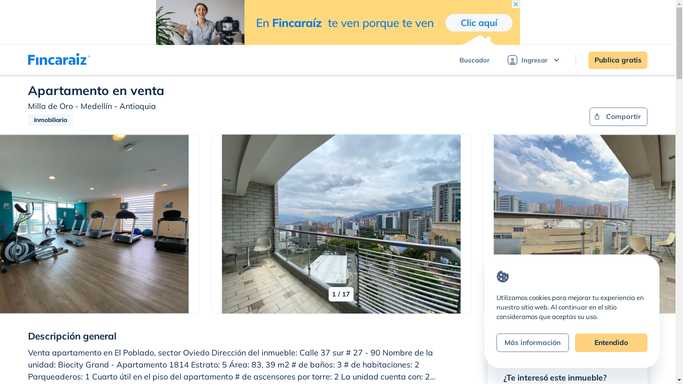 En Fincaraíz te ven porque te ven
Clic aquí
Fincaraiz
Buscador
Ingresar
Publica gratis
Apartamento en venta
Milla de Oro - Medellín - Antioquia
Inmobiliaria
Compartir
1 / 17
Utilizamos cookies para mejorar tu experiencia en
nuestro sitio web. Al continuar en el sitio
consideramos que aceptas su uso.
Más información
Entendido
Descripción general
Venta apartamento en El Poblado, sector Oviedo Dirección del inmueble: Calle 37 sur # 27 - 90 Nombre de la
unidad: Biocity Grand - Apartamento 1814 Estrato: 5 Área: 83, 39 m2 # de baños: 3 # de habitaciones: 2
Parqueaderos: 1 Cuarto útil en el piso del apartamento # de ascensores por torre: 2 La unidad cuenta con: 2...
¿Te interesó este inmueble?